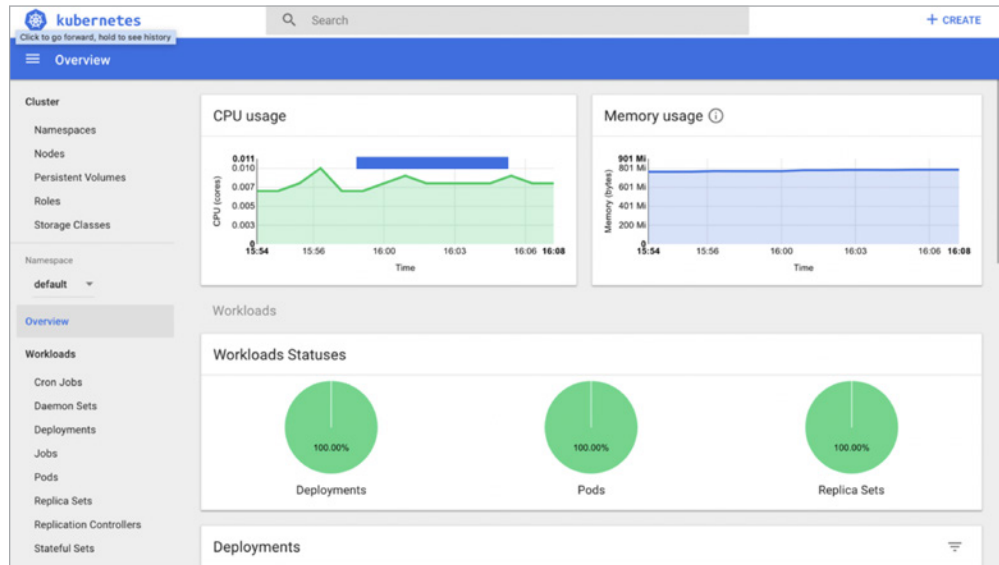 kubernetes
Search
+ CREATE
Click to go forward, hold to see history
Overview
Cluster
Namespaces
Nodes
Persistent Volumes
Roles
Storage Classes
Namespace
default
Overview
Workloads
Cron Jobs
Daemon Sets
Deployments
Jobs
Pods
Replica Sets
Replication Controllers
Stateful Sets
CPU usage
CPU (cores)
0.011
0.010
0.007
0.005
0.003
0
15:54 15:56 16:00 16:03 16:06 16:08
Time
Memory usage
Memory (bytes)
901 Mi
801 Mi
601 Mi
401 Mi
200 Mi
0
15:54 15:56 16:00 16:03 16:06 16:08
Time
Workloads
Workloads Statuses
100.00% 100.00% 100.00%
Deployments Pods Replica Sets
Deployments